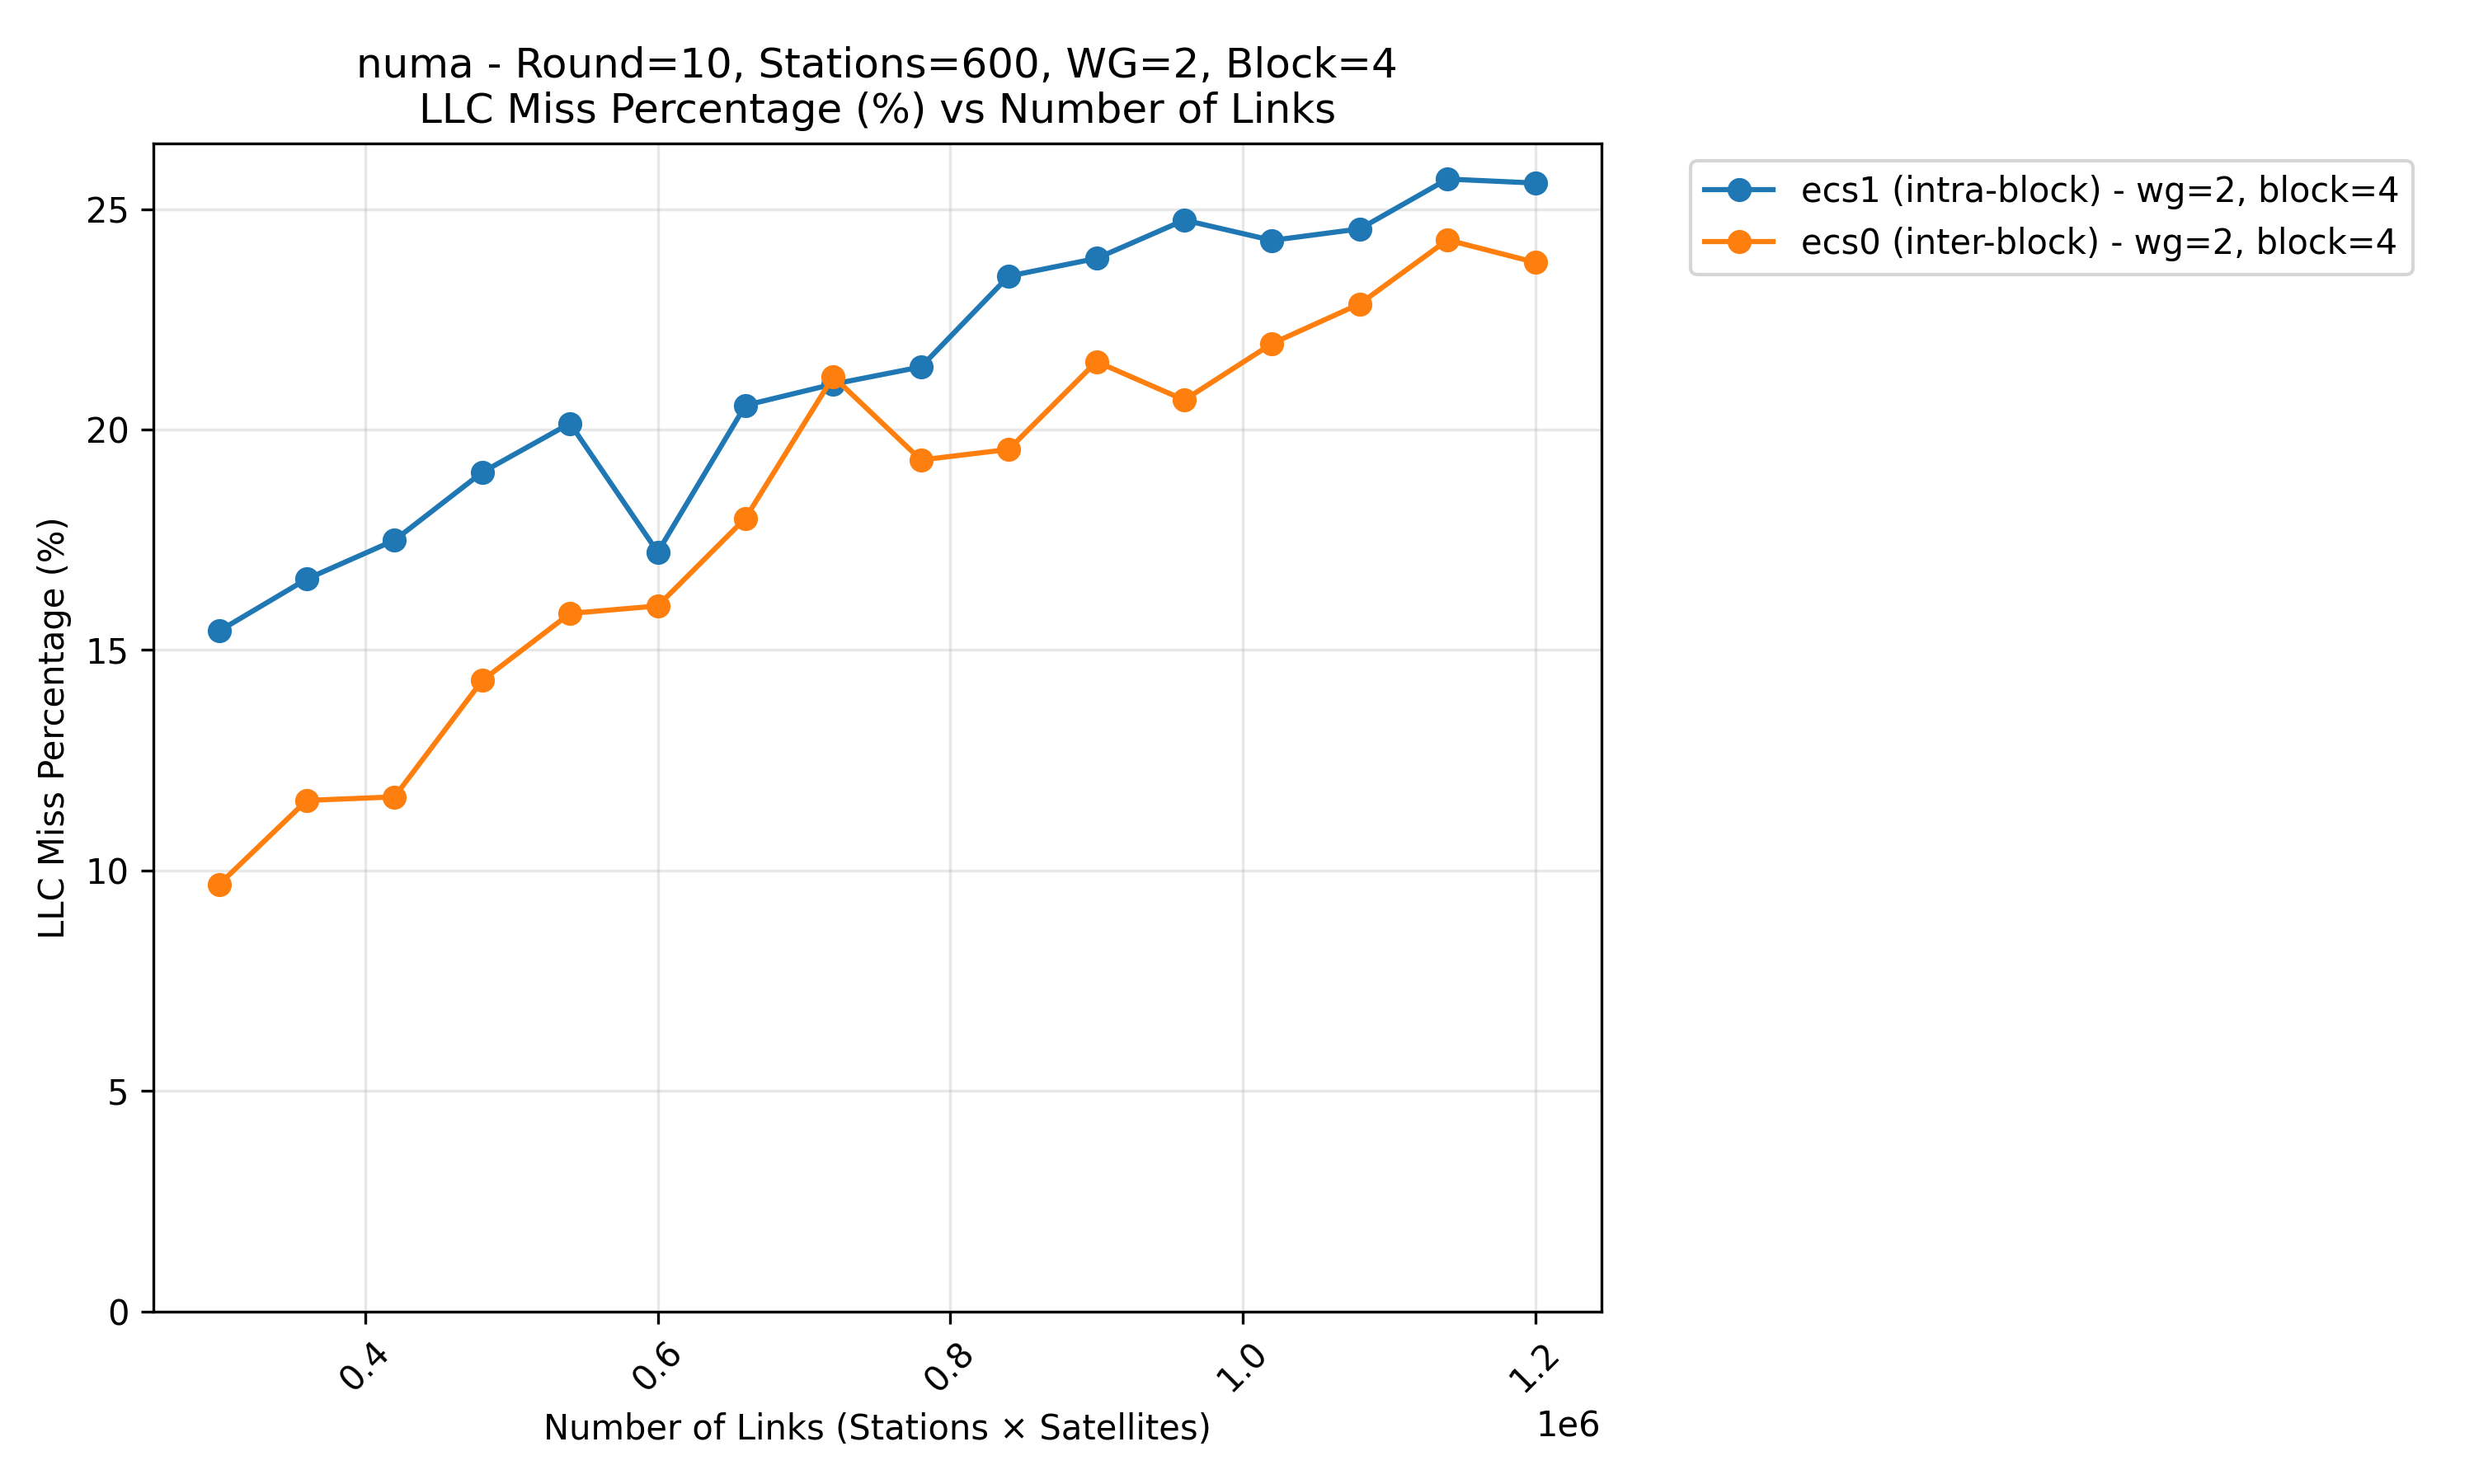 numa - Round=10, Stations=600, WG=2, Block=4
LLC Miss Percentage (%) vs Number of Links
ecs1 (intra-block) - wg=2, block=4
ecs0 (inter-block) - wg=2, block=4
LLC Miss Percentage (%)
25
20
15
10
5
0
0.4
0.6
0.8
1.0
1.2
1e6
Number of Links (Stations × Satellites)